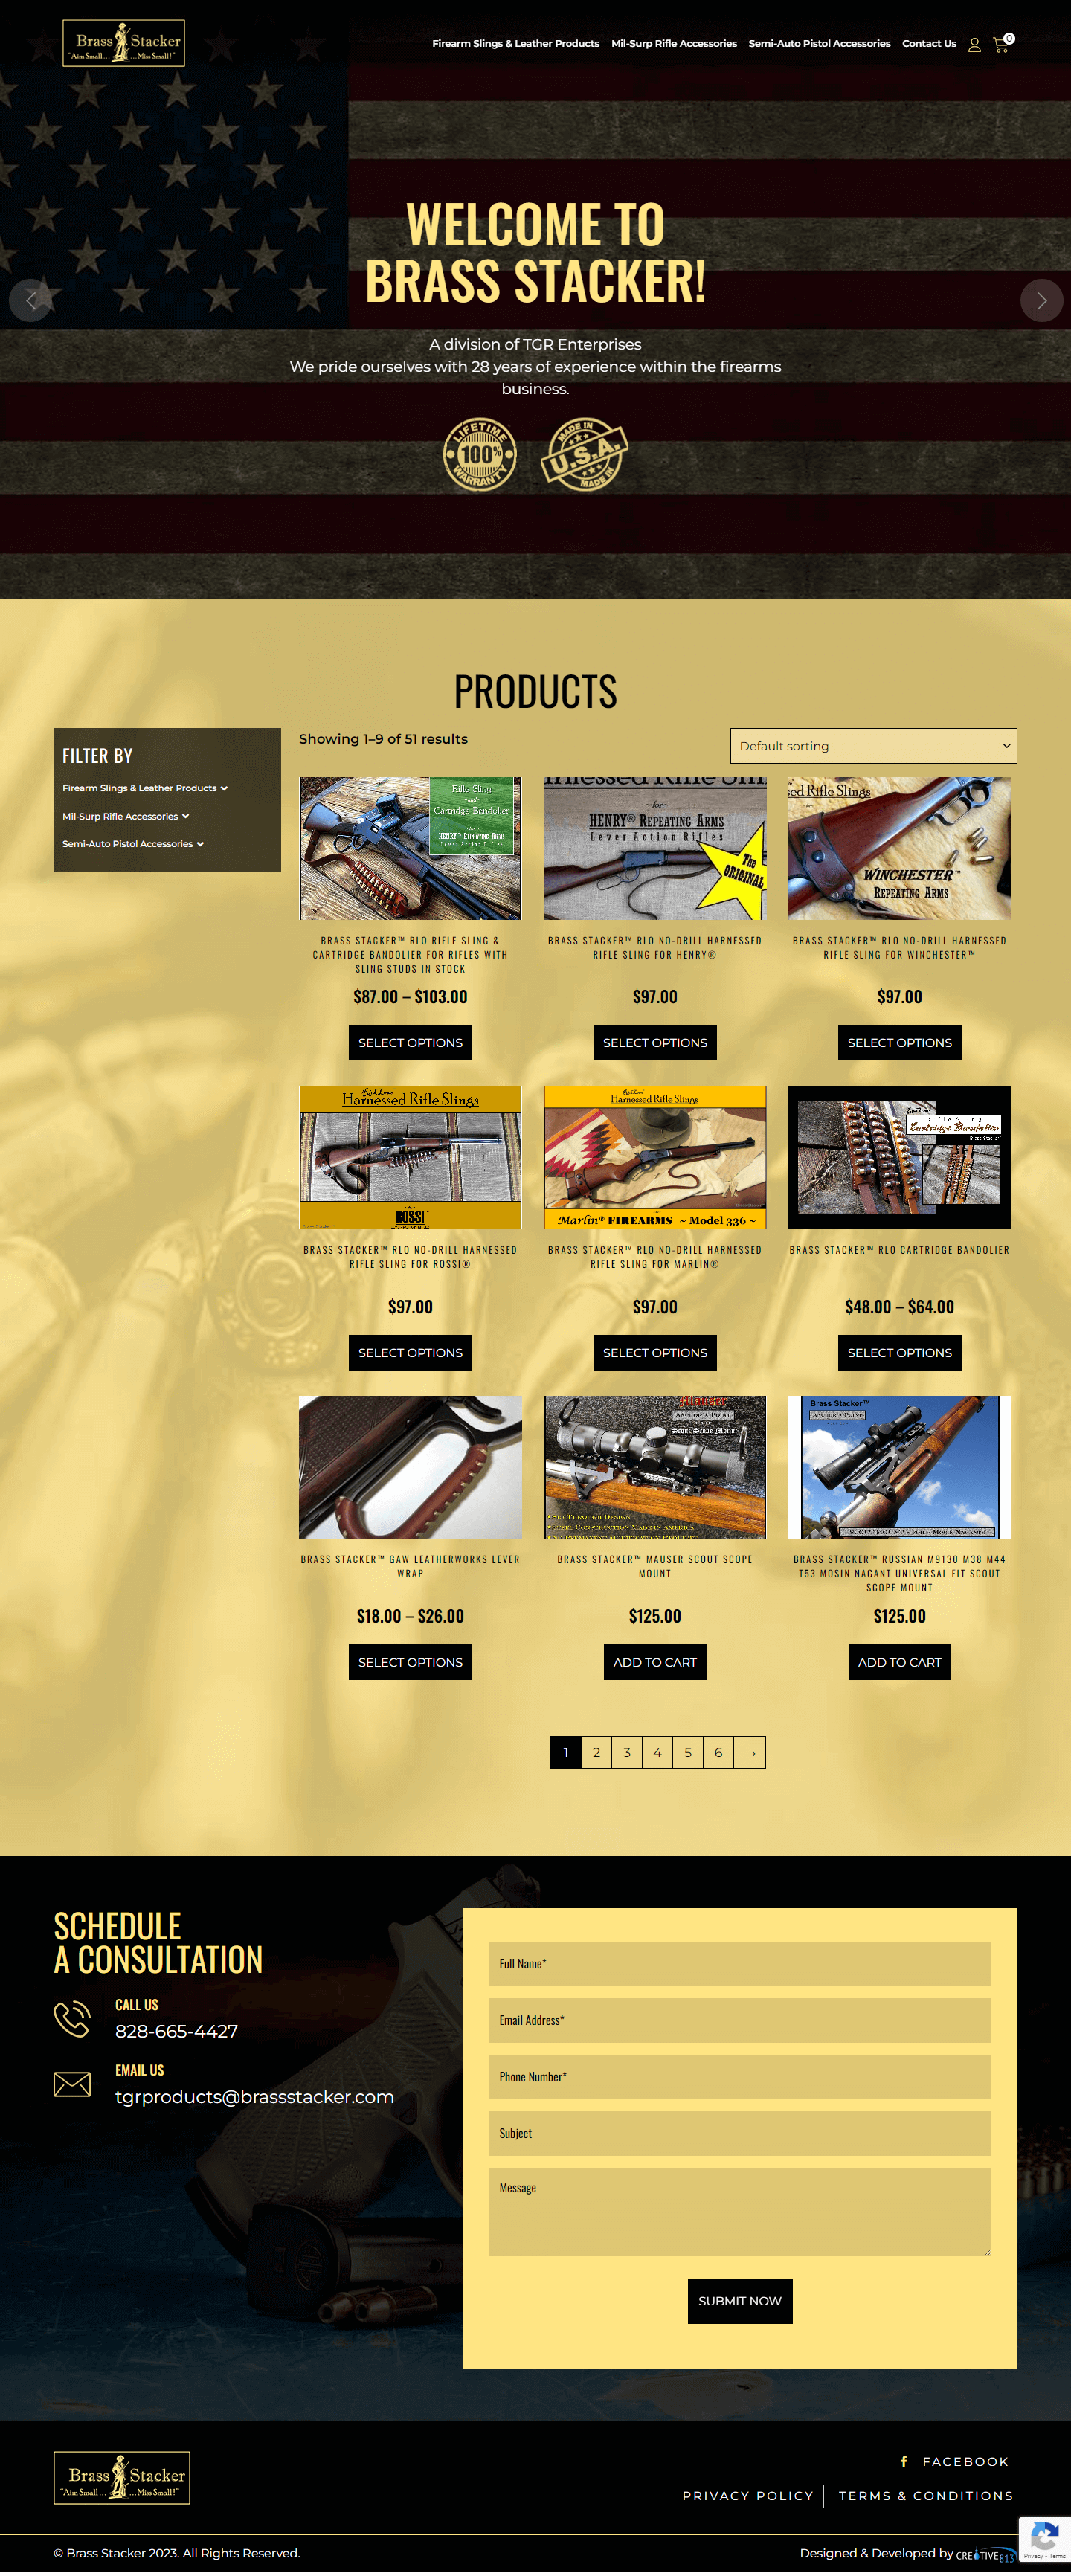 Brass Stacker
"Aim Small... ...Miss Small!"
Firearm Slings & Leather Products
Mil-Surp Rifle Accessories
Semi-Auto Pistol Accessories
Contact Us
0
WELCOME TO
BRASS STACKER!
A division of TGR Enterprises
We pride ourselves with 28 years of experience within the firearms
business.
LIFETIME
100%
WARRANTY
MADE IN
U.S.A.
MADE IN
PRODUCTS
FILTER BY
Firearm Slings & Leather Products
Mil-Surp Rifle Accessories
Semi-Auto Pistol Accessories
Showing 1–9 of 51 results
Default sorting
Rifle Sling
Cartridge Bandolier
HENRY® REPEATING ARMS
Lever Action Rifles
BRASS STACKER™ RLO RIFLE SLING &
CARTRIDGE BANDOLIER FOR RIFLES WITH
SLING STUDS IN STOCK
$87.00 – $103.00
SELECT OPTIONS
~for~
HENRY® REPEATING ARMS
Lever Action Rifles
The
ORIGINAL
BRASS STACKER™ RLO NO-DRILL HARNESSED
RIFLE SLING FOR HENRY®
$97.00
SELECT OPTIONS
Rifle Slings
WINCHESTER™
REPEATING ARMS
BRASS STACKER™ RLO NO-DRILL HARNESSED
RIFLE SLING FOR WINCHESTER™
$97.00
SELECT OPTIONS
Harnessed Rifle Slings
ROSSI
BRASS STACKER™ RLO NO-DRILL HARNESSED
RIFLE SLING FOR ROSSI®
$97.00
SELECT OPTIONS
Harnessed Rifle Slings
Marlin® FIREARMS ~ Model 336 ~
BRASS STACKER™ RLO NO-DRILL HARNESSED
RIFLE SLING FOR MARLIN®
$97.00
SELECT OPTIONS
Cartridge Bandolier
BRASS STACKER™ RLO CARTRIDGE BANDOLIER
$48.00 – $64.00
SELECT OPTIONS
BRASS STACKER™ GAW LEATHERWORKS LEVER
WRAP
$18.00 – $26.00
SELECT OPTIONS
Scout Scope Mount
BRASS STACKER™ MAUSER SCOUT SCOPE
MOUNT
$125.00
ADD TO CART
Brass Stacker™
SCOUT MOUNT ~ for ~ MOSIN NAGANTS
BRASS STACKER™ RUSSIAN M9130 M38 M44
T53 MOSIN NAGANT UNIVERSAL FIT SCOUT
SCOPE MOUNT
$125.00
ADD TO CART
1 2 3 4 5 6 →
SCHEDULE
A CONSULTATION
CALL US
828-665-4427
EMAIL US
tgrproducts@brassstacker.com
Full Name*
Email Address*
Phone Number*
Subject
Message
SUBMIT NOW
Brass Stacker
"Aim Small... ...Miss Small!"
FACEBOOK
PRIVACY POLICY
TERMS & CONDITIONS
© Brass Stacker 2023. All Rights Reserved.
Designed & Developed by CREATIVE813
Privacy - Terms